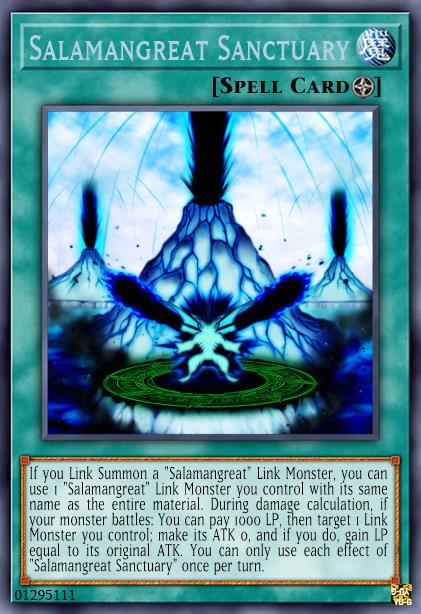 Salamangreat Sanctuary 魔
[Spell Card]
If you Link Summon a "Salamangreat" Link Monster, you can
use 1 "Salamangreat" Link Monster you control with its same
name as the entire material. During damage calculation, if
your monster battles: You can pay 1000 LP, then target 1 Link
Monster you control; make its ATK 0, and if you do, gain LP
equal to its original ATK. You can only use each effect of
"Salamangreat Sanctuary" once per turn.
01295111